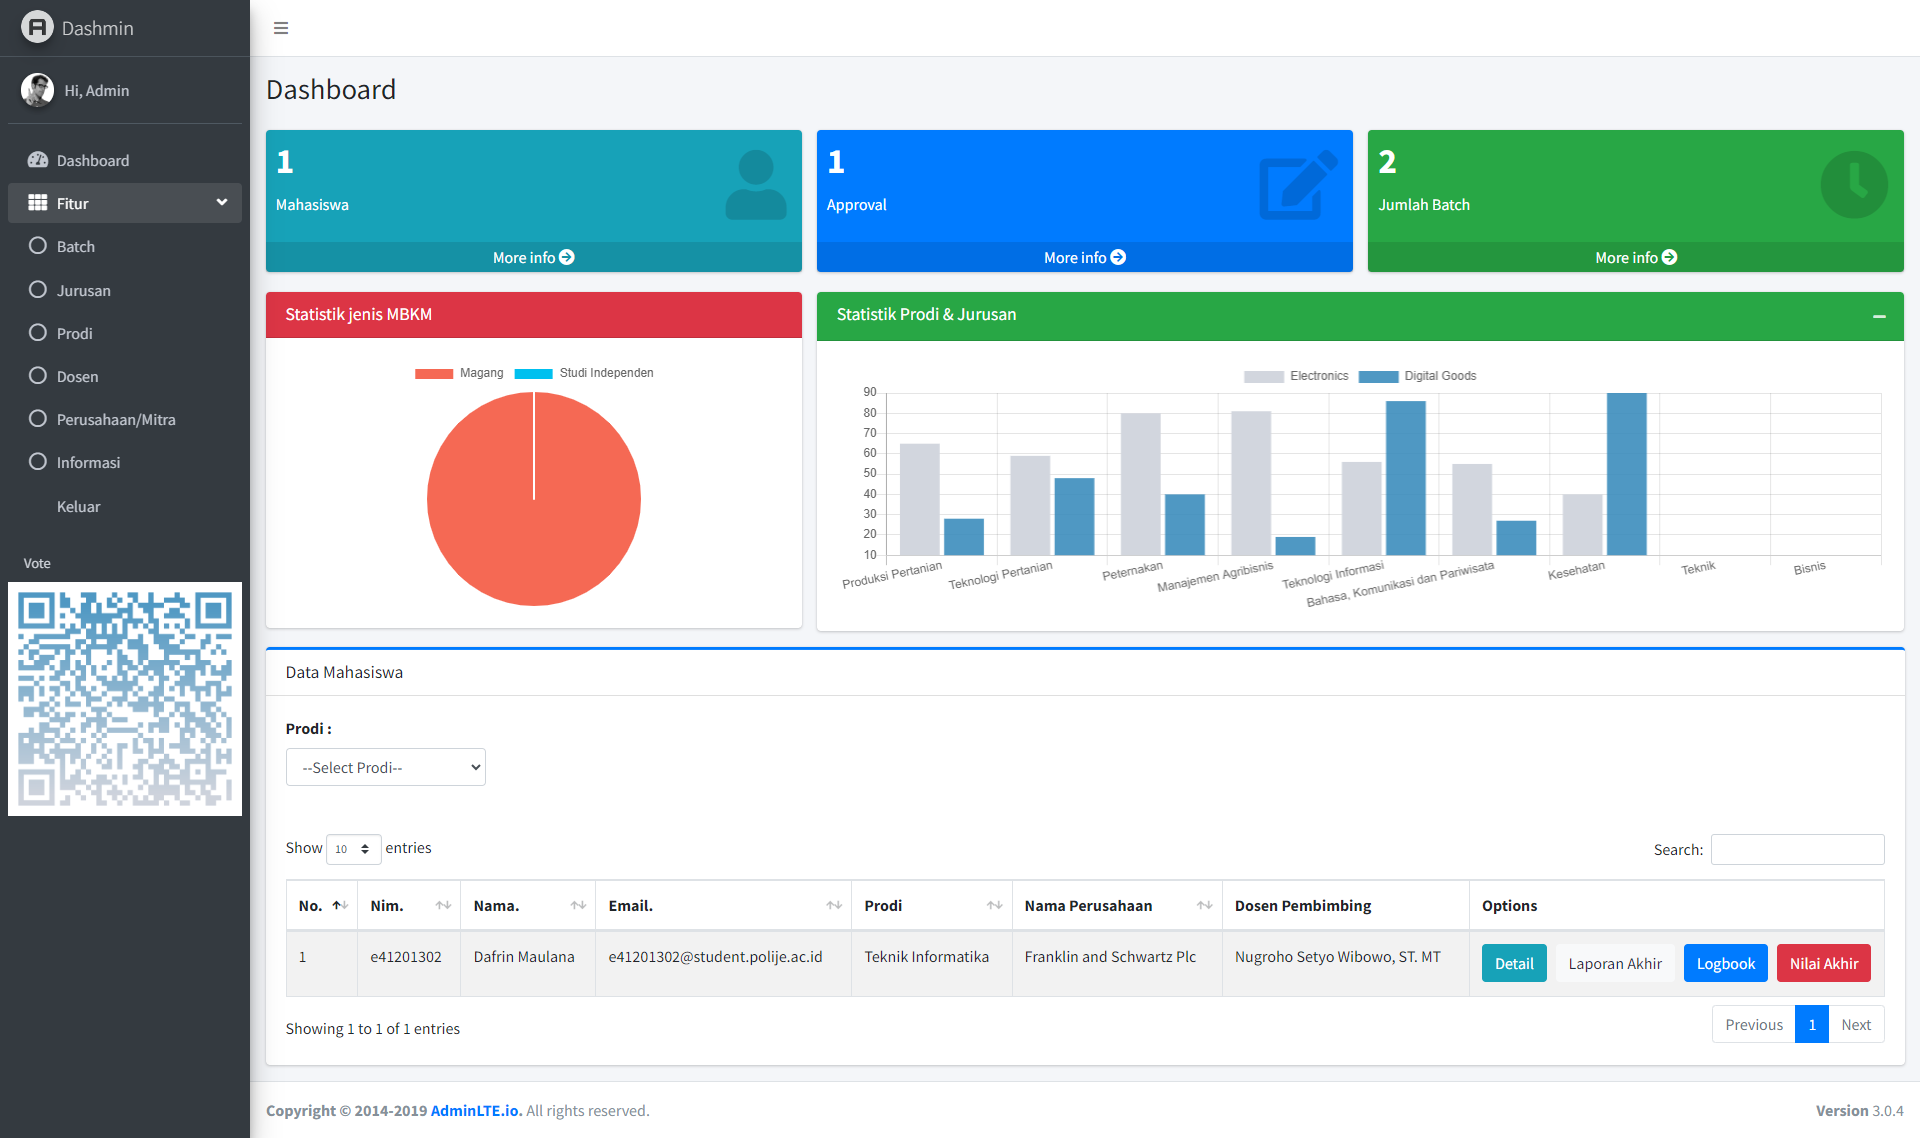 Dashmin
Hi, Admin
Dashboard
Fitur
Batch
Jurusan
Prodi
Dosen
Perusahaan/Mitra
Informasi
Keluar
Vote
Dashboard
1
Mahasiswa
More info
1
Approval
More info
2
Jumlah Batch
More info
Statistik jenis MBKM
Magang Studi Independen
Statistik Prodi & Jurusan
Electronics Digital Goods
90
80
70
60
50
40
30
20
10
Produksi Pertanian
Teknologi Pertanian
Peternakan
Manajemen Agribisnis
Teknologi Informasi
Bahasa, Komunikasi dan Pariwisata
Kesehatan
Teknik
Bisnis
Data Mahasiswa
Prodi :
--Select Prodi--
Show 10 entries
Search:
No. Nim. Nama. Email. Prodi Nama Perusahaan Dosen Pembimbing Options
1 e41201302 Dafrin Maulana e41201302@student.polije.ac.id Teknik Informatika Franklin and Schwartz Plc Nugroho Setyo Wibowo, ST. MT Detail Laporan Akhir Logbook Nilai Akhir
Showing 1 to 1 of 1 entries
Previous 1 Next
Copyright © 2014-2019 AdminLTE.io. All rights reserved.
Version 3.0.4